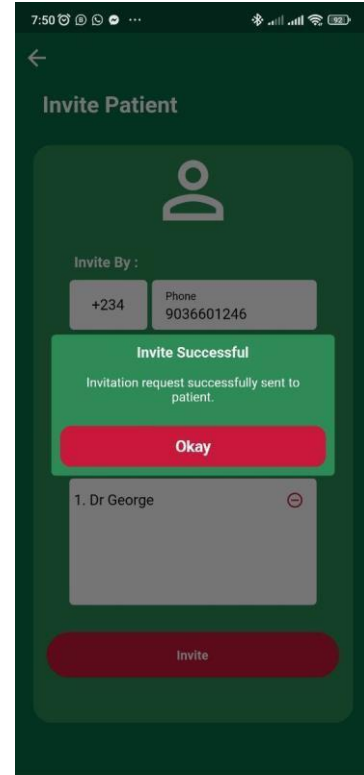 7:50 ··· 92
Invite Patient
Invite By :
+234
Phone
9036601246
Invite Successful
Invitation request successfully sent to
patient.
Okay
1. Dr George
Invite